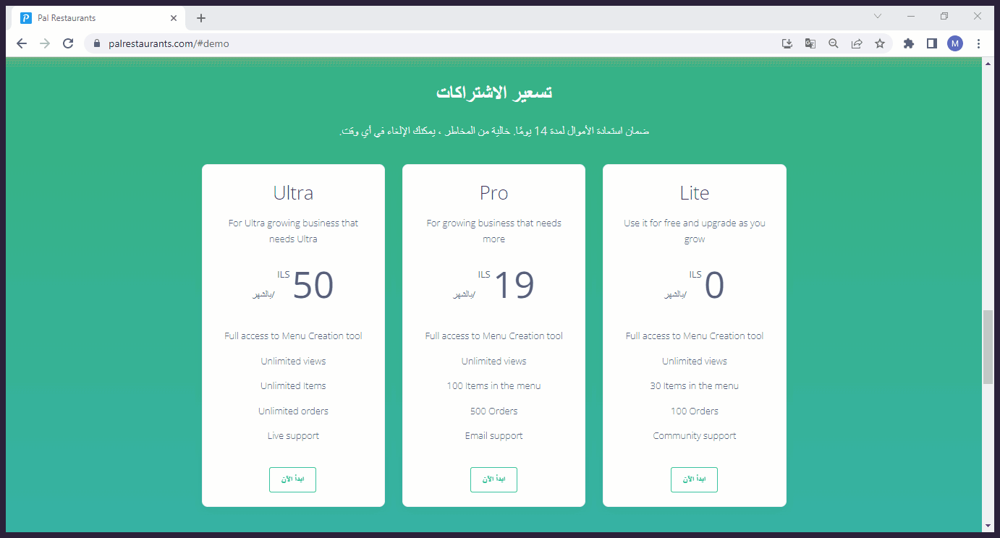 Pal Restaurants
palrestaurants.com/#demo
M
تسعير الاشتراكات
ضمان استعادة الأموال لمدة 14 يومًا. خالية من المخاطر ، يمكنك الإلغاء في أي وقت.
Ultra
For Ultra growing business that
needs Ultra
ILS 50
/بالشهر
Full access to Menu Creation tool
Unlimited views
Unlimited Items
Unlimited orders
Live support
ابدأ الآن
Pro
For growing business that needs
more
ILS 19
/بالشهر
Full access to Menu Creation tool
Unlimited views
100 Items in the menu
500 Orders
Email support
ابدأ الآن
Lite
Use it for free and upgrade as you
grow
ILS 0
/بالشهر
Full access to Menu Creation tool
Unlimited views
30 Items in the menu
100 Orders
Community support
ابدأ الآن